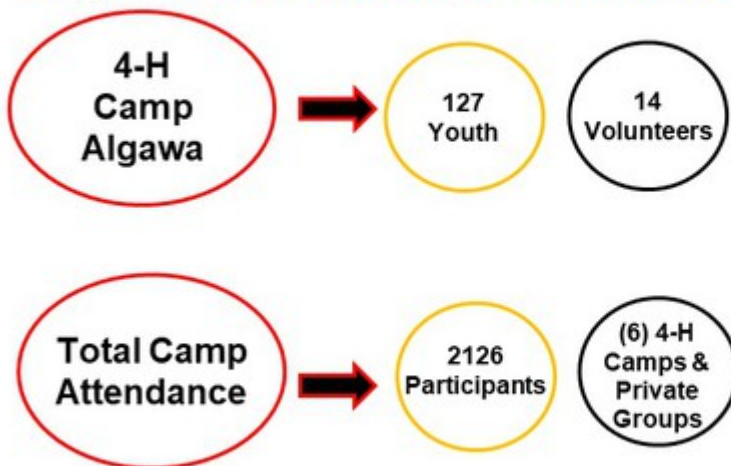 4-H
Camp
Algawa
127
Youth
14
Volunteers
Total Camp
Attendance
2126
Participants
(6) 4-H
Camps &
Private
Groups